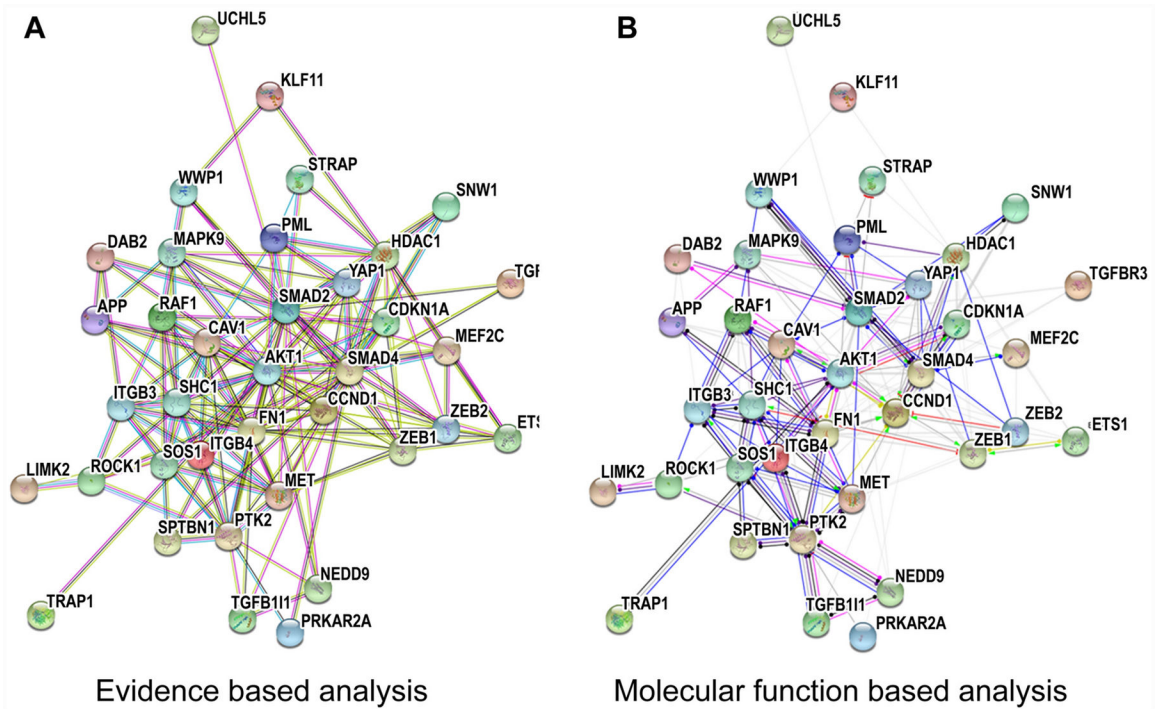 A
UCHL5
KLF11
STRAP
WWP1
SNW1
PML
DAB2
MAPK9
HDAC1
YAP1
TGF
APP
RAF1
SMAD2
CDKN1A
CAV1
MEF2C
AKT1
SMAD4
ITGB3
SHC1
CCND1
FN1
ZEB2
ETS
SOS1
ITGB4
ZEB1
LIMK2
ROCK1
MET
SPTBN1
PTK2
NEDD9
TRAP1
TGFB1I1
PRKAR2A
Evidence based analysis
B
UCHL5
KLF11
STRAP
WWP1
SNW1
PML
DAB2
MAPK9
HDAC1
YAP1
TGFBR3
APP
RAF1
SMAD2
CDKN1A
CAV1
MEF2C
AKT1
SMAD4
ITGB3
SHC1
CCND1
FN1
ZEB2
ETS1
SOS1
ITGB4
ZEB1
LIMK2
ROCK1
MET
SPTBN1
PTK2
NEDD9
TRAP1
TGFB1I1
PRKAR2A
Molecular function based analysis